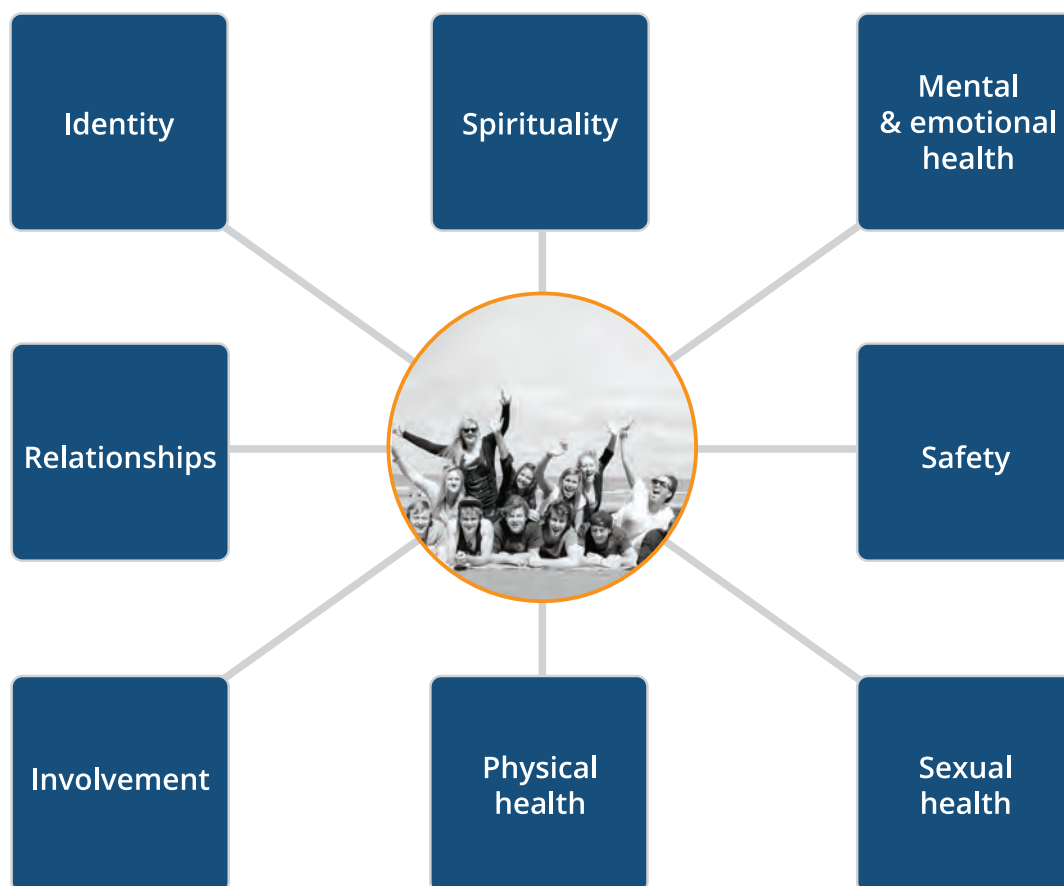 Identity
Spirituality
Mental
& emotional
health
Relationships
Safety
Involvement
Physical
health
Sexual
health